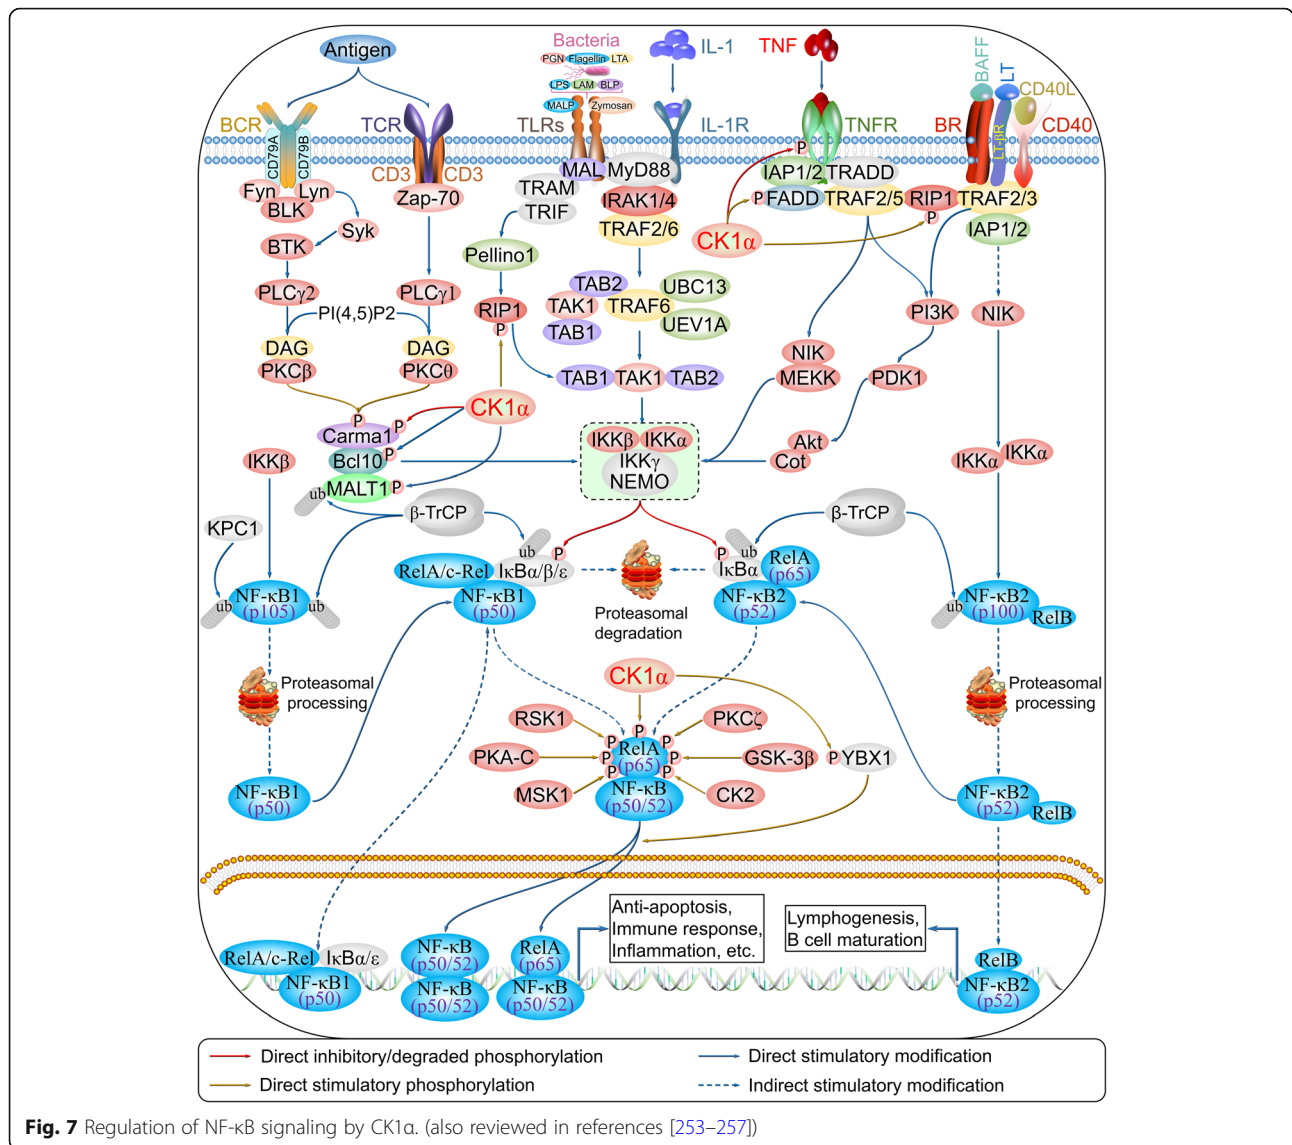 Antigen
Bacteria
PGN Flagellin LTA
LPS LAM BLP
MALP Zymosan
IL-1
TNF
BAFF
LT
CD40L
BCR
CD79A
CD79B
TCR
CD3 CD3
TLRs
IL-1R
TNFR
BR
LT-βR
CD40
Fyn Lyn
BLK
Zap-70
MAL MyD88
TRAM
TRIF
IRAK1/4
TRAF2/6
P
IAP1/2 TRADD
P FADD TRAF2/5 RIP1 TRAF2/3
P
IAP1/2
CK1α
Syk
BTK
Pellino1
PLCγ2
PLCγ1
PI(4,5)P2
RIP1
P
TAB2
TAK1
TAB1
TRAF6
UBC13
UEV1A
PI3K
NIK
DAG
PKCβ
DAG
PKCθ
NIK
MEKK
PDK1
TAB1 TAK1 TAB2
CK1α
P
Carma1 P
Bcl10 P
MALT1 P
ub
IKKβ
IKKβ IKKα
IKKγ
NEMO
Akt
Cot
IKKα IKKα
KPC1
β-TrCP
β-TrCP
ub P
RelA/c-Rel IκBα/β/ε
NF-κB1
(p50)
P ub
IκBα RelA
(p65)
NF-κB2
(p52)
Proteasomal
degradation
ub NF-κB1 ub
(p105)
ub NF-κB2
(p100)
RelB
Proteasomal
processing
Proteasomal
processing
CK1α
RSK1
PKCζ
PKA-C
GSK-3β
MSK1
CK2
P
P P
P P
P P
RelA
(p65)
NF-κB
(p50/52)
P YBX1
NF-κB1
(p50)
NF-κB2
(p52)
RelB
Anti-apoptosis,
Immune response,
Inflammation, etc.
Lymphogenesis,
B cell maturation
RelA/c-Rel IκBα/ε
NF-κB1
(p50)
NF-κB
(p50/52)
NF-κB
(p50/52)
RelA
(p65)
NF-κB
(p50/52)
RelB
NF-κB2
(p52)
Direct inhibitory/degraded phosphorylation
Direct stimulatory modification
Direct stimulatory phosphorylation
Indirect stimulatory modification
Fig. 7 Regulation of NF-κB signaling by CK1α. (also reviewed in references [253–257])